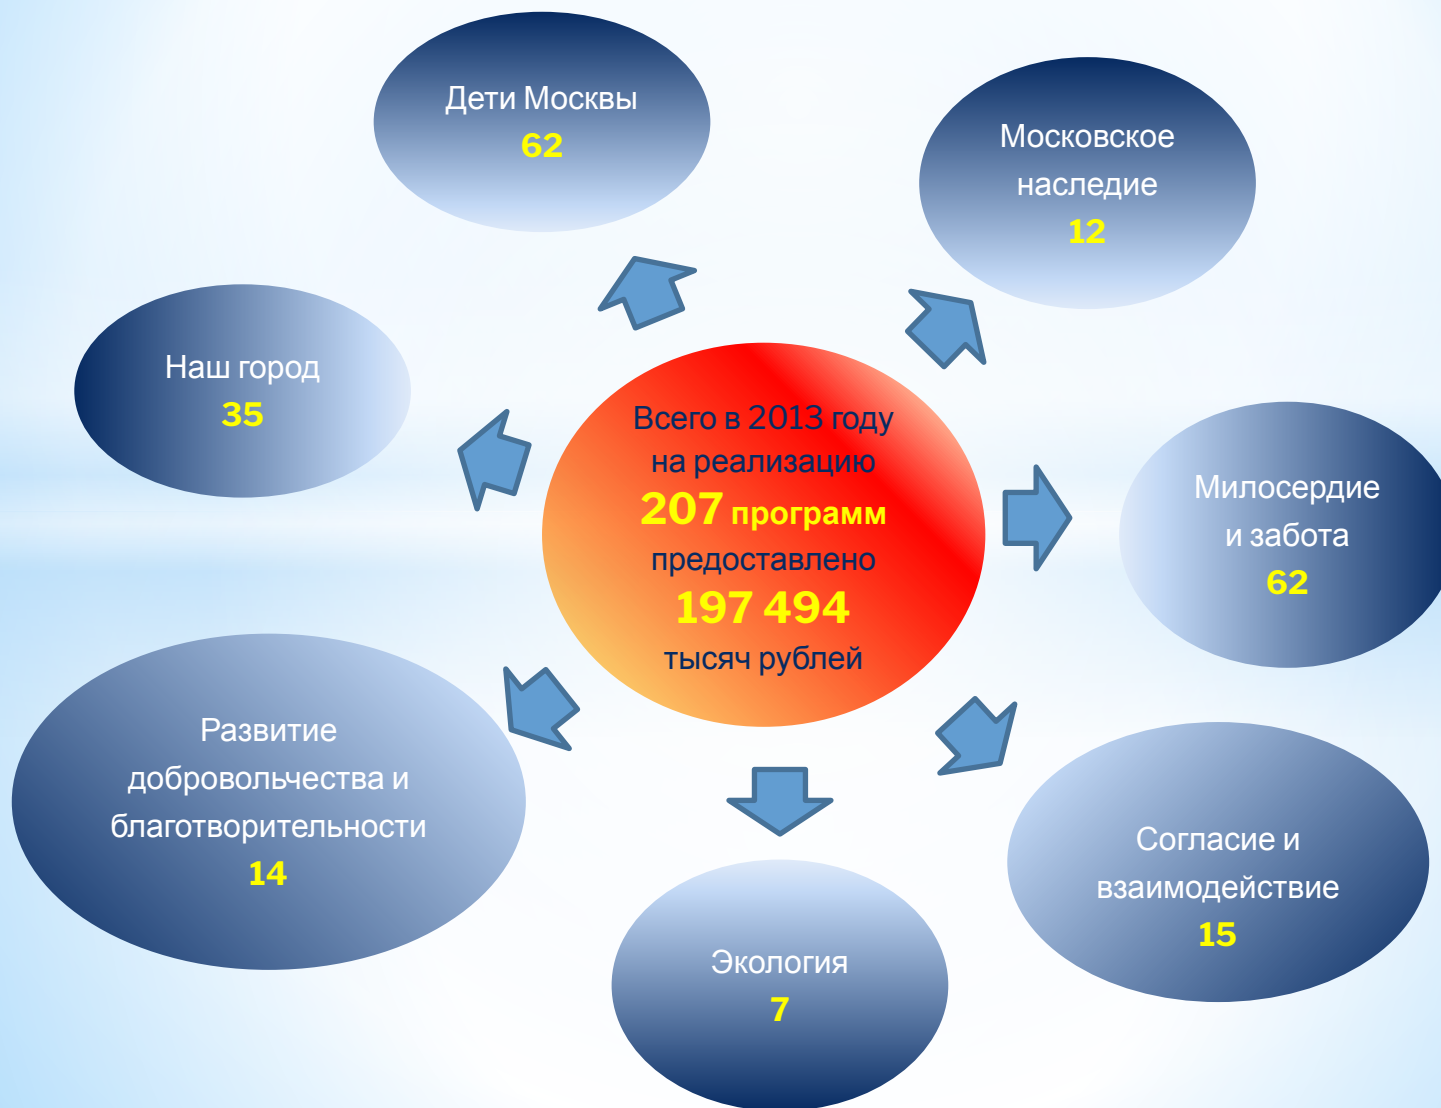 Дети Москвы
62
Московское
наследие
12
Наш город
35
Всего в 2013 году
на реализацию
207 программ
предоставлено
197 494
тысяч рублей
Милосердие
и забота
62
Развитие
добровольчества и
благотворительности
14
Согласие и
взаимодействие
15
Экология
7